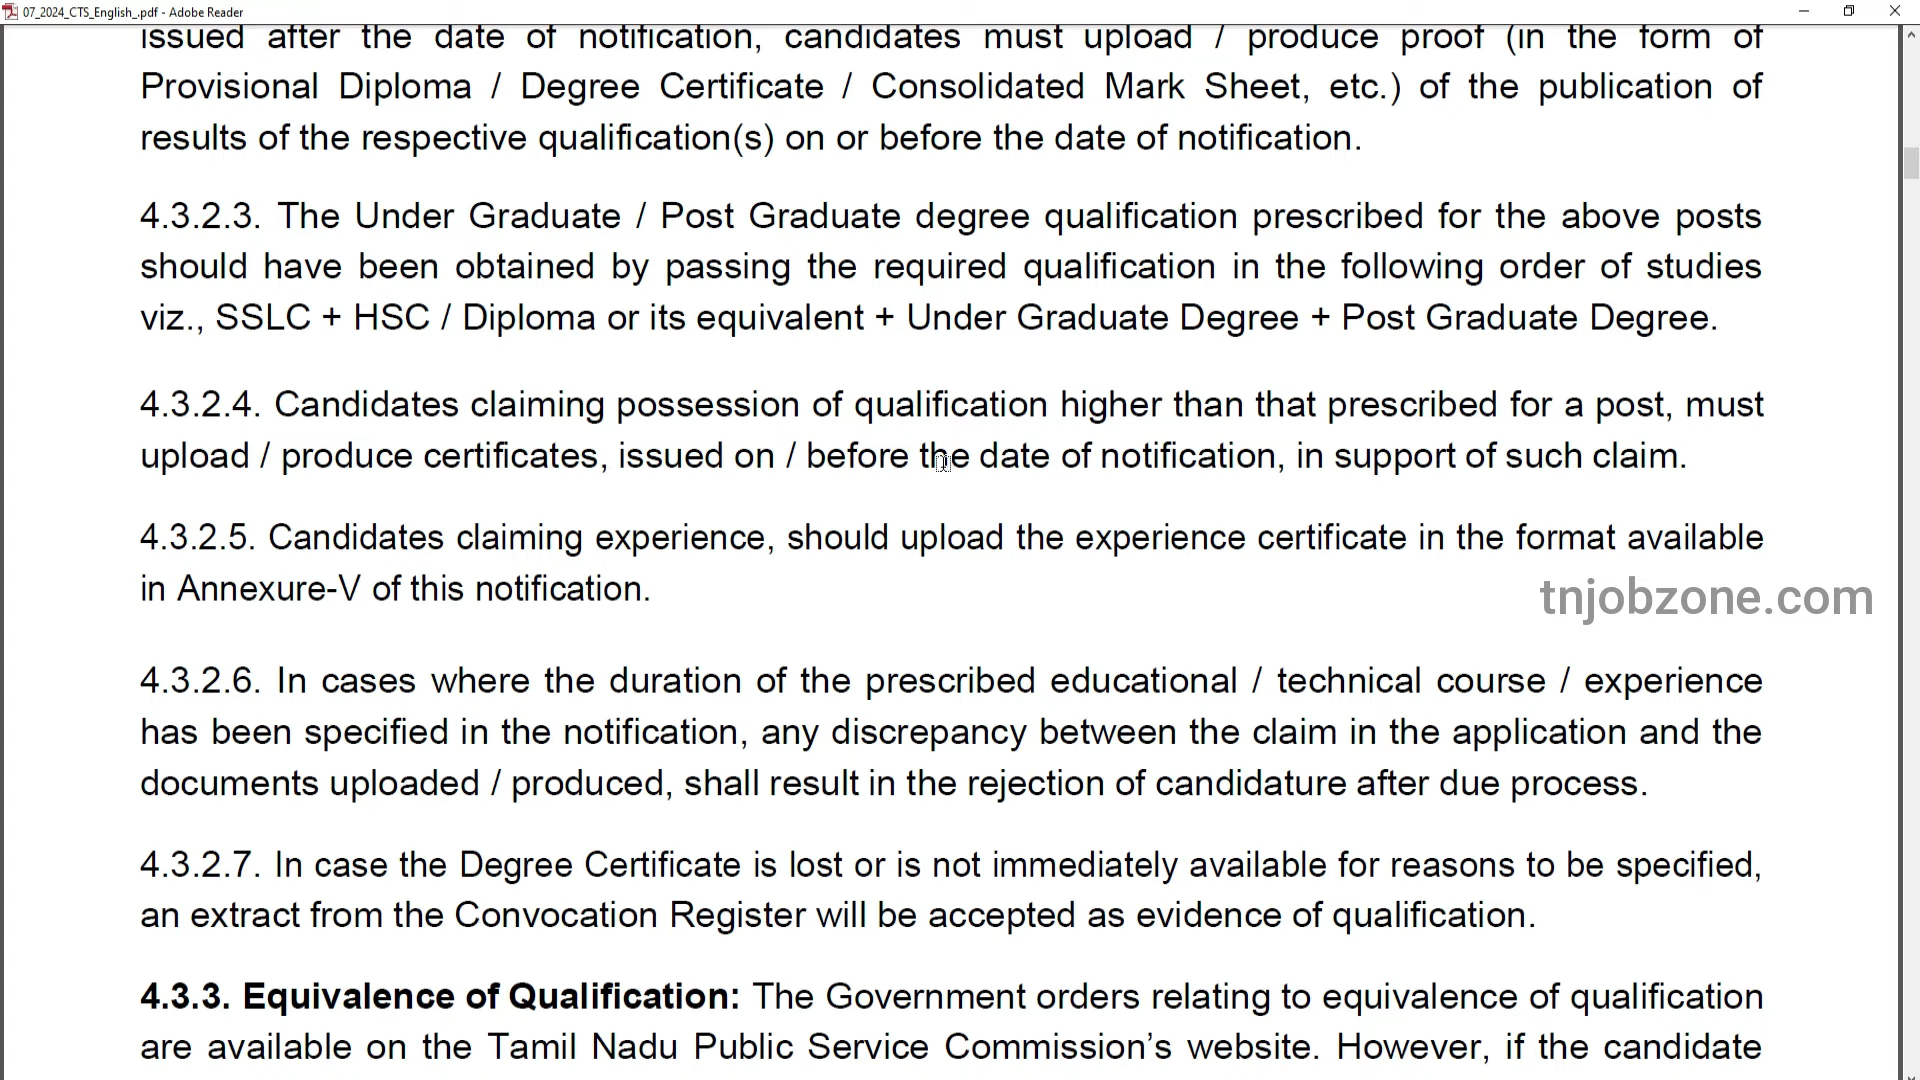 07_2024_CTS_English_.pdf - Adobe Reader
issued after the date of notification, candidates must upload / produce proof (in the form of
Provisional Diploma / Degree Certificate / Consolidated Mark Sheet, etc.) of the publication of
results of the respective qualification(s) on or before the date of notification.
4.3.2.3. The Under Graduate / Post Graduate degree qualification prescribed for the above posts
should have been obtained by passing the required qualification in the following order of studies
viz., SSLC + HSC / Diploma or its equivalent + Under Graduate Degree + Post Graduate Degree.
4.3.2.4. Candidates claiming possession of qualification higher than that prescribed for a post, must
upload / produce certificates, issued on / before the date of notification, in support of such claim.
4.3.2.5. Candidates claiming experience, should upload the experience certificate in the format available
in Annexure-V of this notification.
tnjobzone.com
4.3.2.6. In cases where the duration of the prescribed educational / technical course / experience
has been specified in the notification, any discrepancy between the claim in the application and the
documents uploaded / produced, shall result in the rejection of candidature after due process.
4.3.2.7. In case the Degree Certificate is lost or is not immediately available for reasons to be specified,
an extract from the Convocation Register will be accepted as evidence of qualification.
4.3.3. Equivalence of Qualification: The Government orders relating to equivalence of qualification
are available on the Tamil Nadu Public Service Commission’s website. However, if the candidate